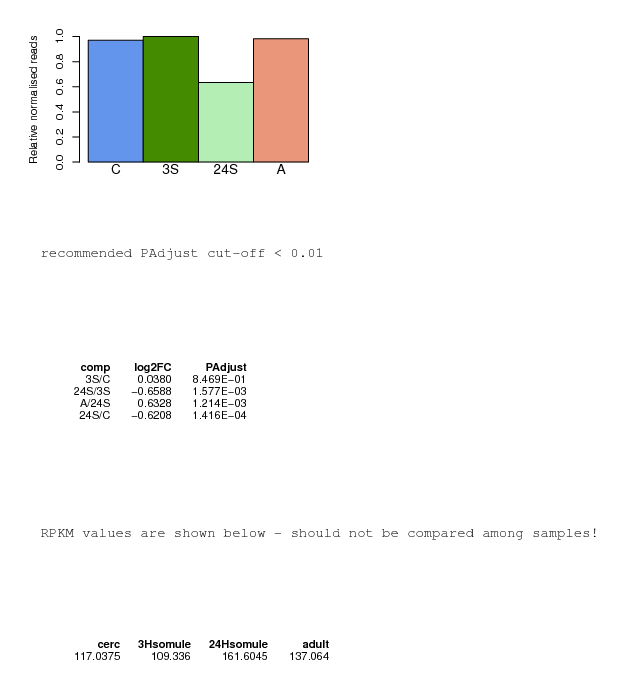 Relative normalised reads
1.0
0.8
0.6
0.4
0.2
0.0
C 3S 24S A
recommended PAdjust cut-off < 0.01
comp log2FC PAdjust
3S/C 0.0380 8.469E−01
24S/3S −0.6588 1.577E−03
A/24S 0.6328 1.214E−03
24S/C −0.6208 1.416E−04
RPKM values are shown below - should not be compared among samples!
cerc 3Hsomule 24Hsomule adult
117.0375 109.336 161.6045 137.064